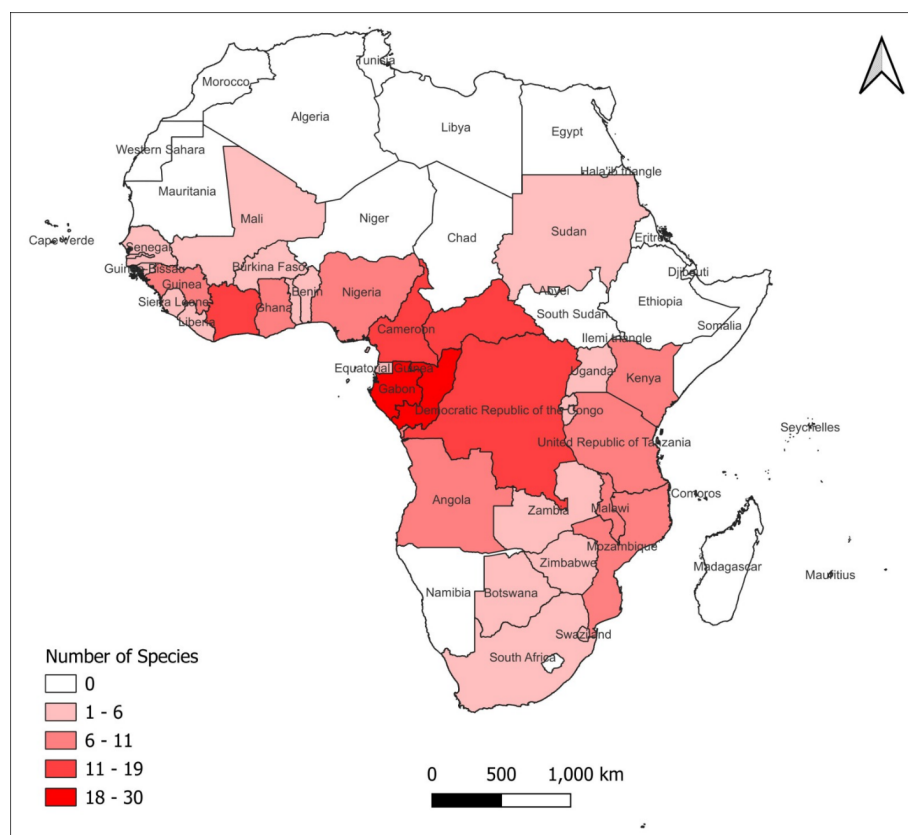 Tunisia
Morocco
Algeria
Libya
Egypt
Western Sahara
Hala'ib triangle
Mauritania
Mali
Niger
Chad
Sudan
Eritrea
Cape Verde
Senegal
Guinea-Bissau
Guinea
Burkina Faso
Benin
Nigeria
Djibouti
Abyei
Ethiopia
Sierra Leone
Ghana
South Sudan
Somalia
Liberia
Cameroon
Ilemi triangle
Equatorial Guinea
Uganda
Kenya
Gabon
Democratic Republic of the Congo
Seychelles
United Republic of Tanzania
Angola
Comoros
Zambia
Malawi
Mozambique
Zimbabwe
Madagascar
Mauritius
Namibia
Botswana
Swaziland
South Africa
Number of Species
0
1 - 6
6 - 11
11 - 19
18 - 30
0 500 1,000 km